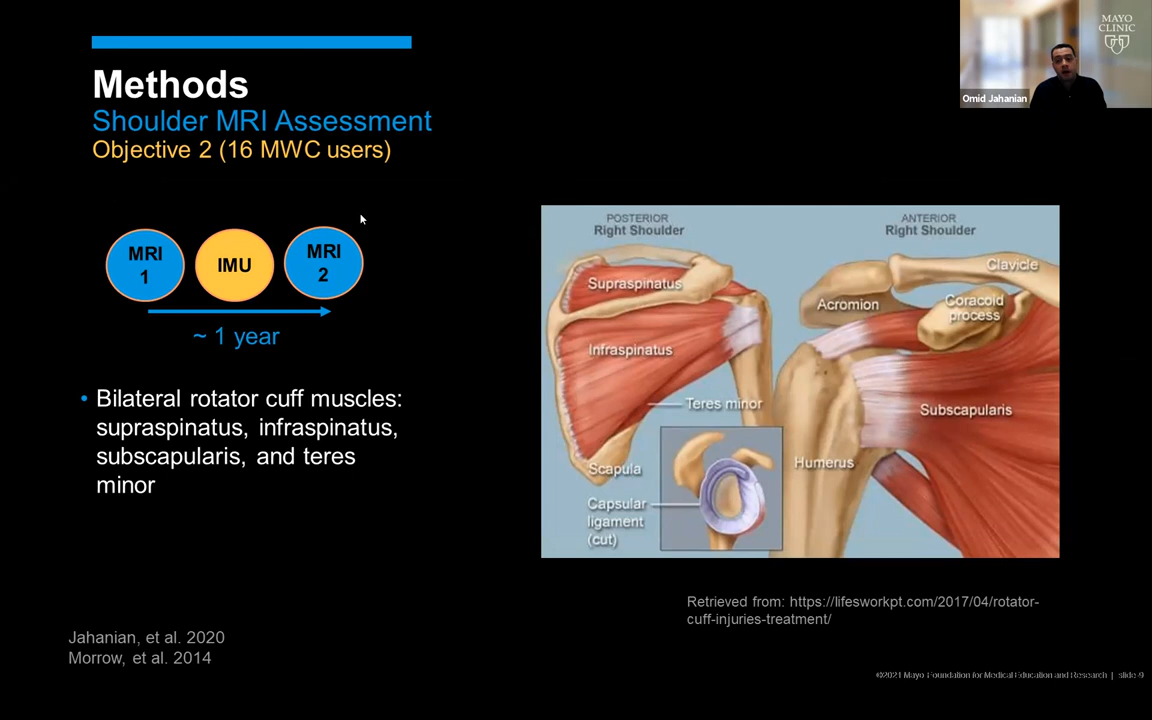 MAYO
CLINIC
Omid Jahanian
Methods
Shoulder MRI Assessment
Objective 2 (16 MWC users)
MRI
1
IMU
MRI
2
~ 1 year
• Bilateral rotator cuff muscles:
supraspinatus, infraspinatus,
subscapularis, and teres
minor
POSTERIOR
Right Shoulder
ANTERIOR
Right Shoulder
Supraspinatus
Infraspinatus
Teres minor
Scapula
Capsular
ligament
(cut)
Clavicle
Acromion
Coracoid
process
Subscapularis
Humerus
Retrieved from: https://lifesworkpt.com/2017/04/rotator-
cuff-injuries-treatment/
Jahanian, et al. 2020
Morrow, et al. 2014
©2021 Mayo Foundation for Medical Education and Research | slide-9